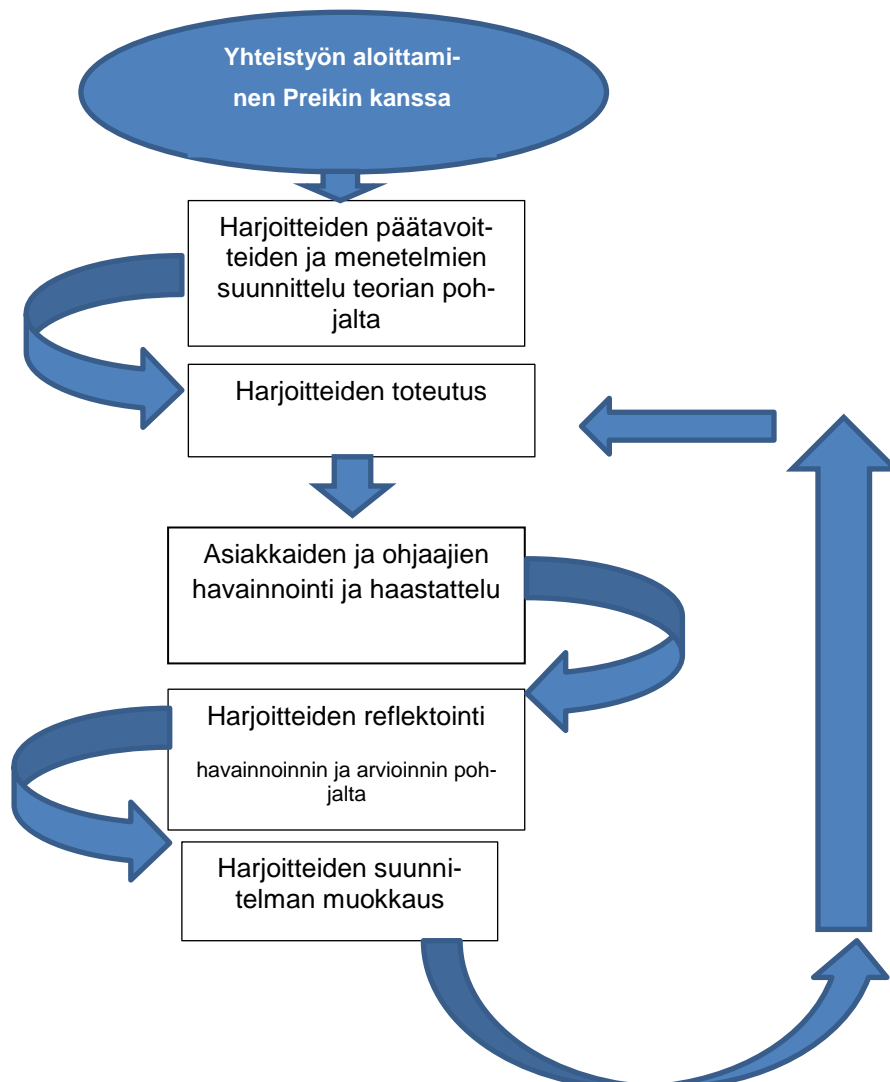 Yhteistyön aloittami-
nen Preikin kanssa
Harjoitteiden päätavoit-
teiden ja menetelmien
suunnittelu teorian poh-
jalta
Harjoitteiden toteutus
Asiakkaiden ja ohjaajien
havainnointi ja haastattelu
Harjoitteiden reflektointi
havainnoinnin ja arvioinnin poh-
jalta
Harjoitteiden suunni-
telman muokkaus